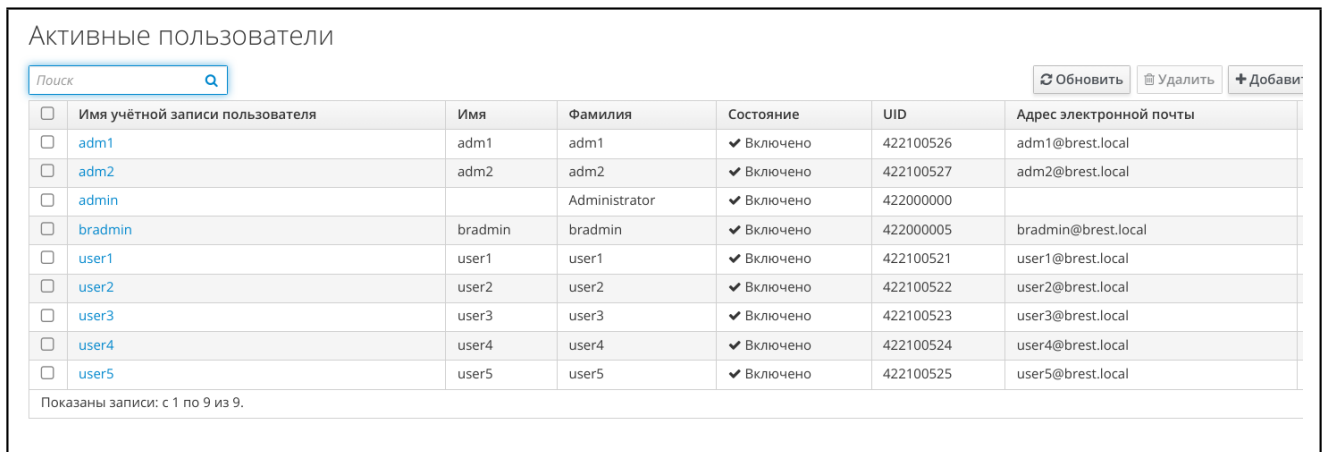 Активные пользователи
Поиск Обновить Удалить Добавит
Имя учётной записи пользователя Имя Фамилия Состояние UID Адрес электронной почты
adm1 adm1 adm1 Включено 422100526 adm1@brest.local
adm2 adm2 adm2 Включено 422100527 adm2@brest.local
admin Administrator Включено 422000000
bradmin bradmin bradmin Включено 422000005 bradmin@brest.local
user1 user1 user1 Включено 422100521 user1@brest.local
user2 user2 user2 Включено 422100522 user2@brest.local
user3 user3 user3 Включено 422100523 user3@brest.local
user4 user4 user4 Включено 422100524 user4@brest.local
user5 user5 user5 Включено 422100525 user5@brest.local
Показаны записи: с 1 по 9 из 9.